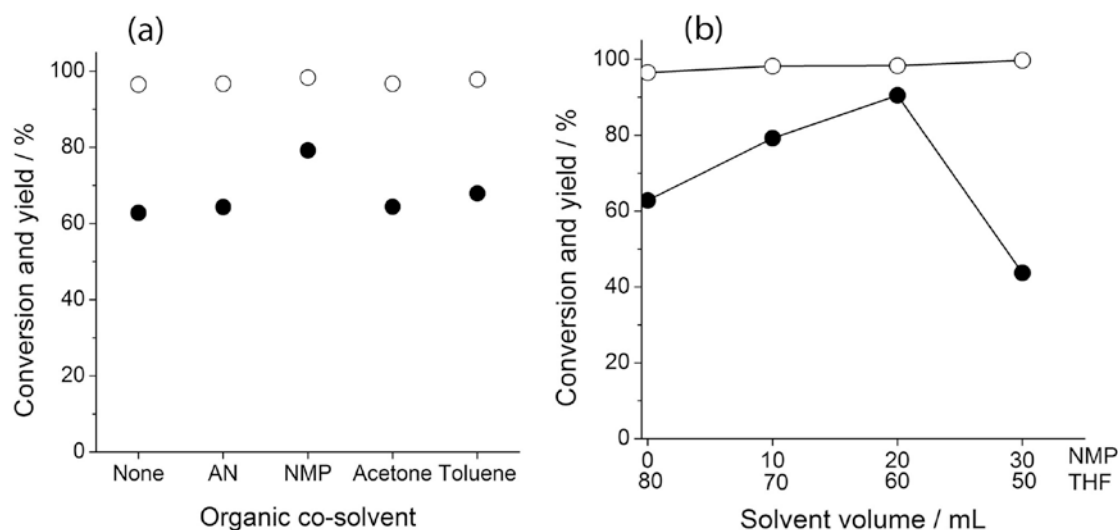 (a)
Conversion and yield / %
100
80
60
40
20
0
None AN NMP Acetone Toluene
Organic co-solvent
(b)
Conversion and yield / %
100
80
60
40
20
0
0 10 20 30 NMP
80 70 60 50 THF
Solvent volume / mL